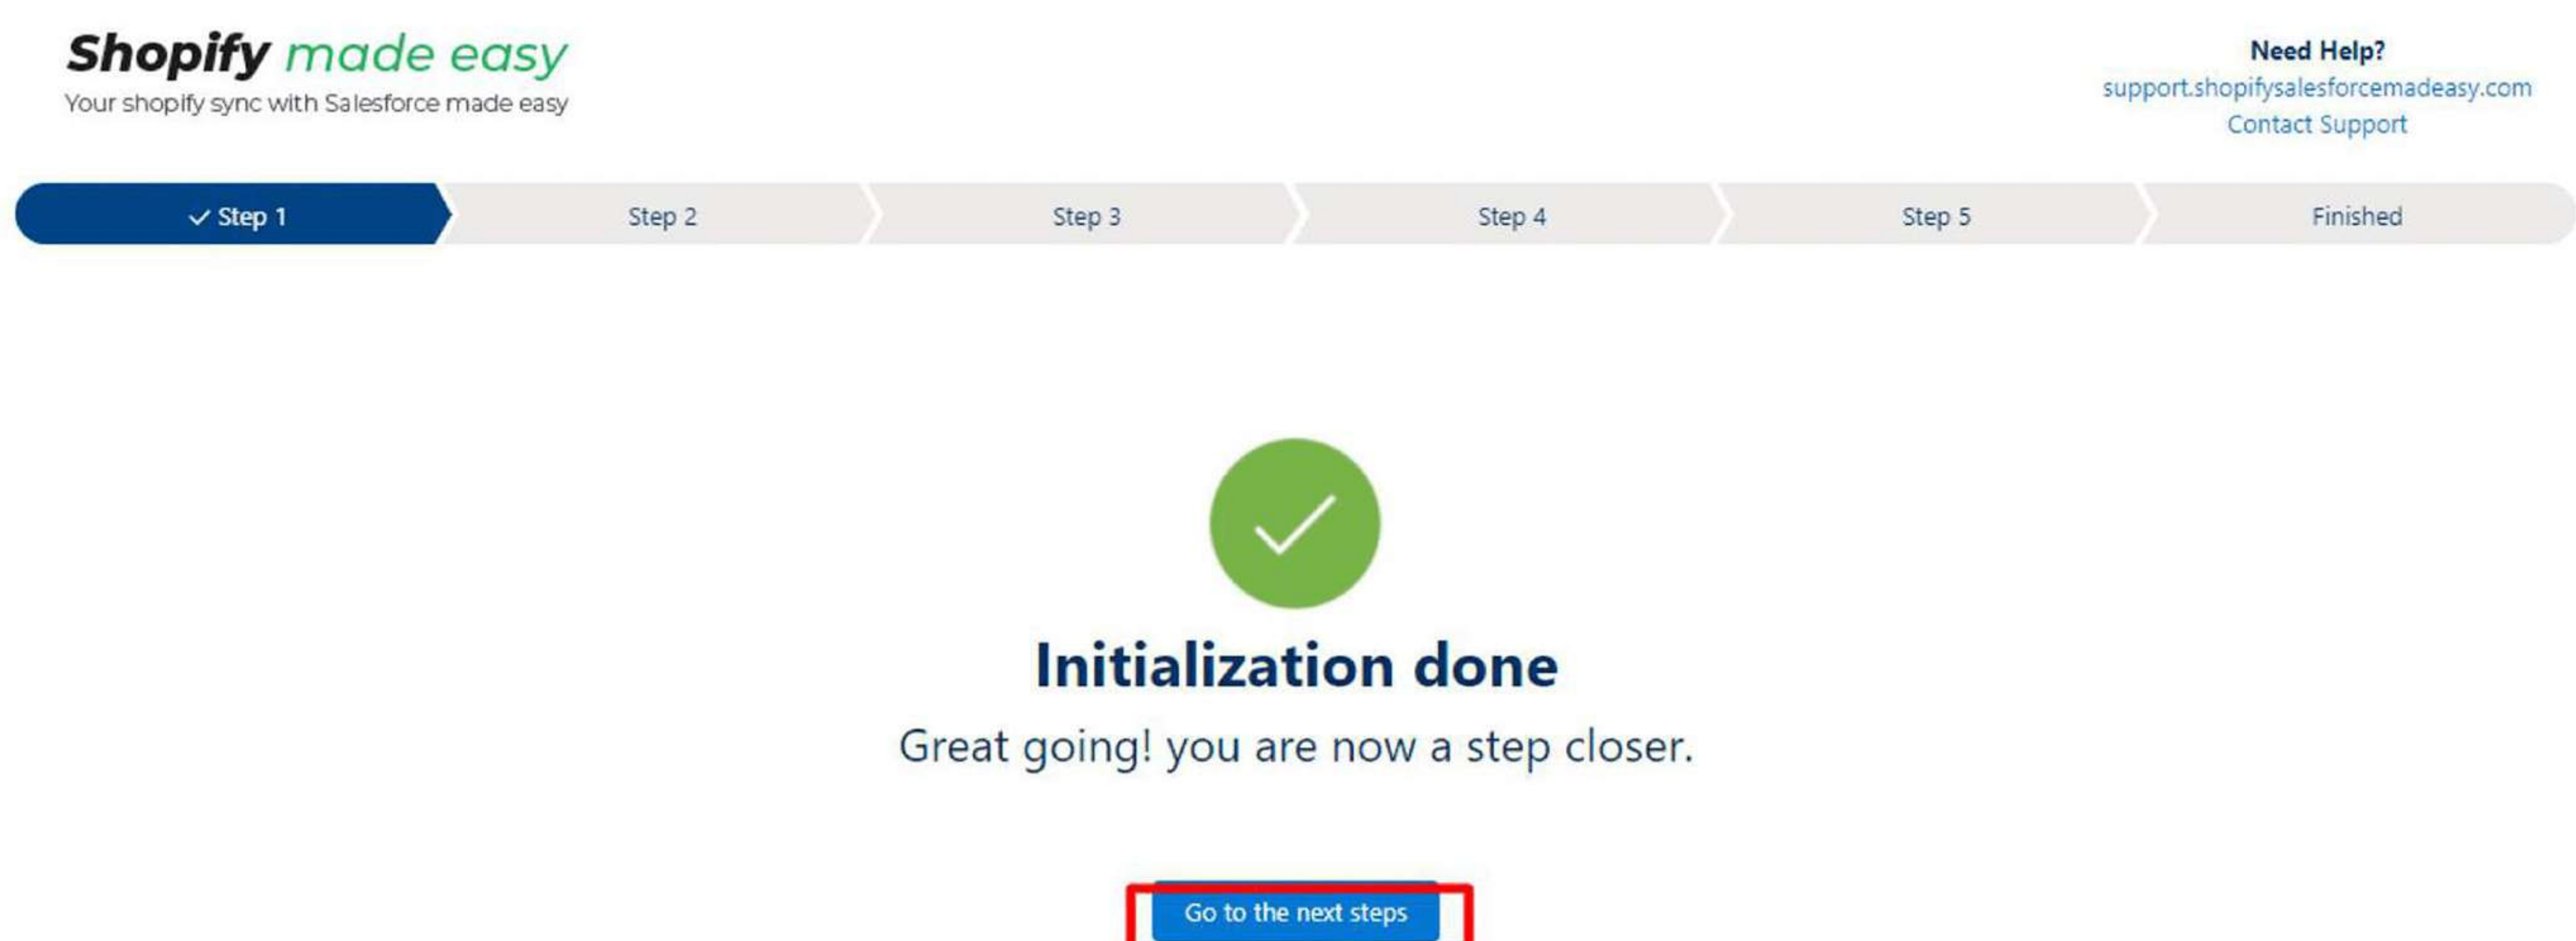 Shopify made easy
Your shopify sync with Salesforce made easy
Need Help?
support.shopifysalesforcemadeasy.com
Contact Support
Step 1
Step 2
Step 3
Step 4
Step 5
Finished
Initialization done
Great going! you are now a step closer.
Go to the next steps